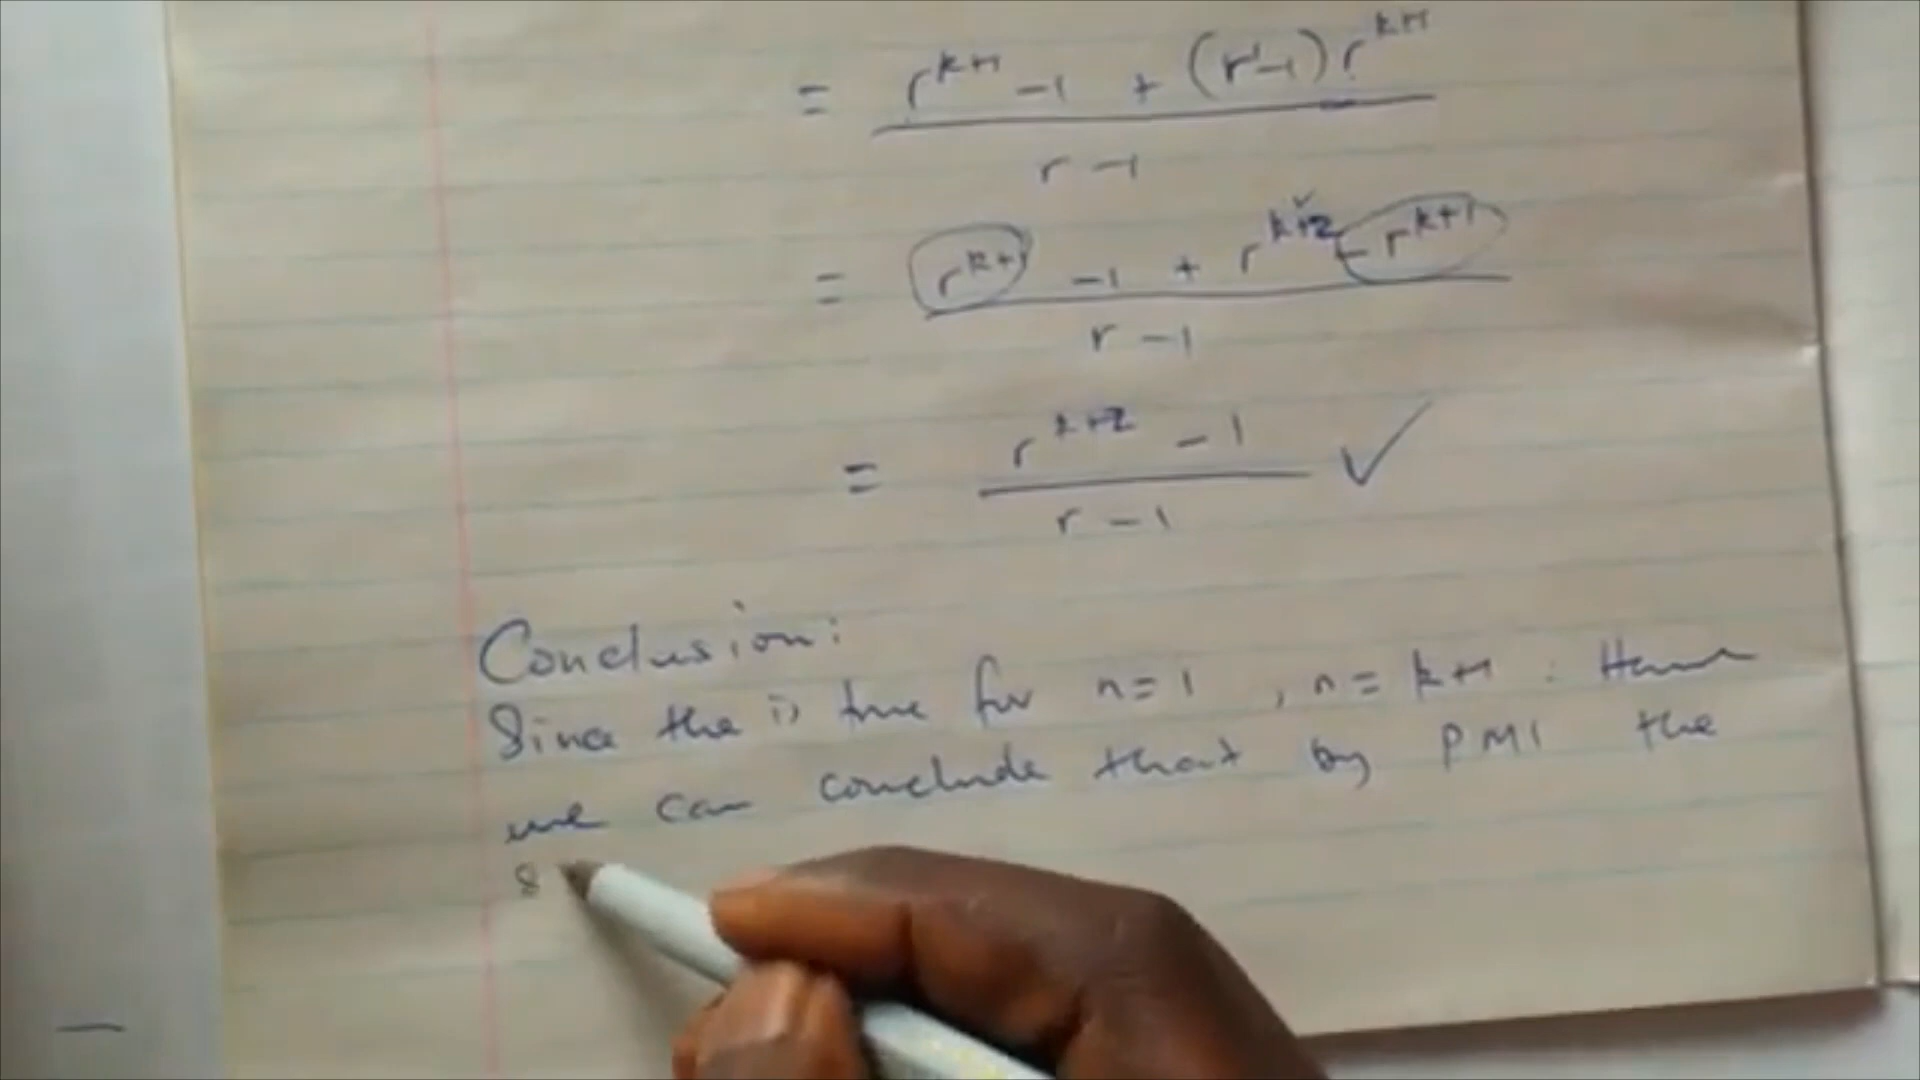 = r^{k+1} -1 + (r-1) r^{k+1}
r-1
= r^{k+1} -1 + r^{k+2} - r^{k+1}
r-1
= r^{k+2} - 1 ✓
r-1
Conclusion:
Since the is true for n=1 , n=k+1 . Hence
we can conclude that by PMI the
s